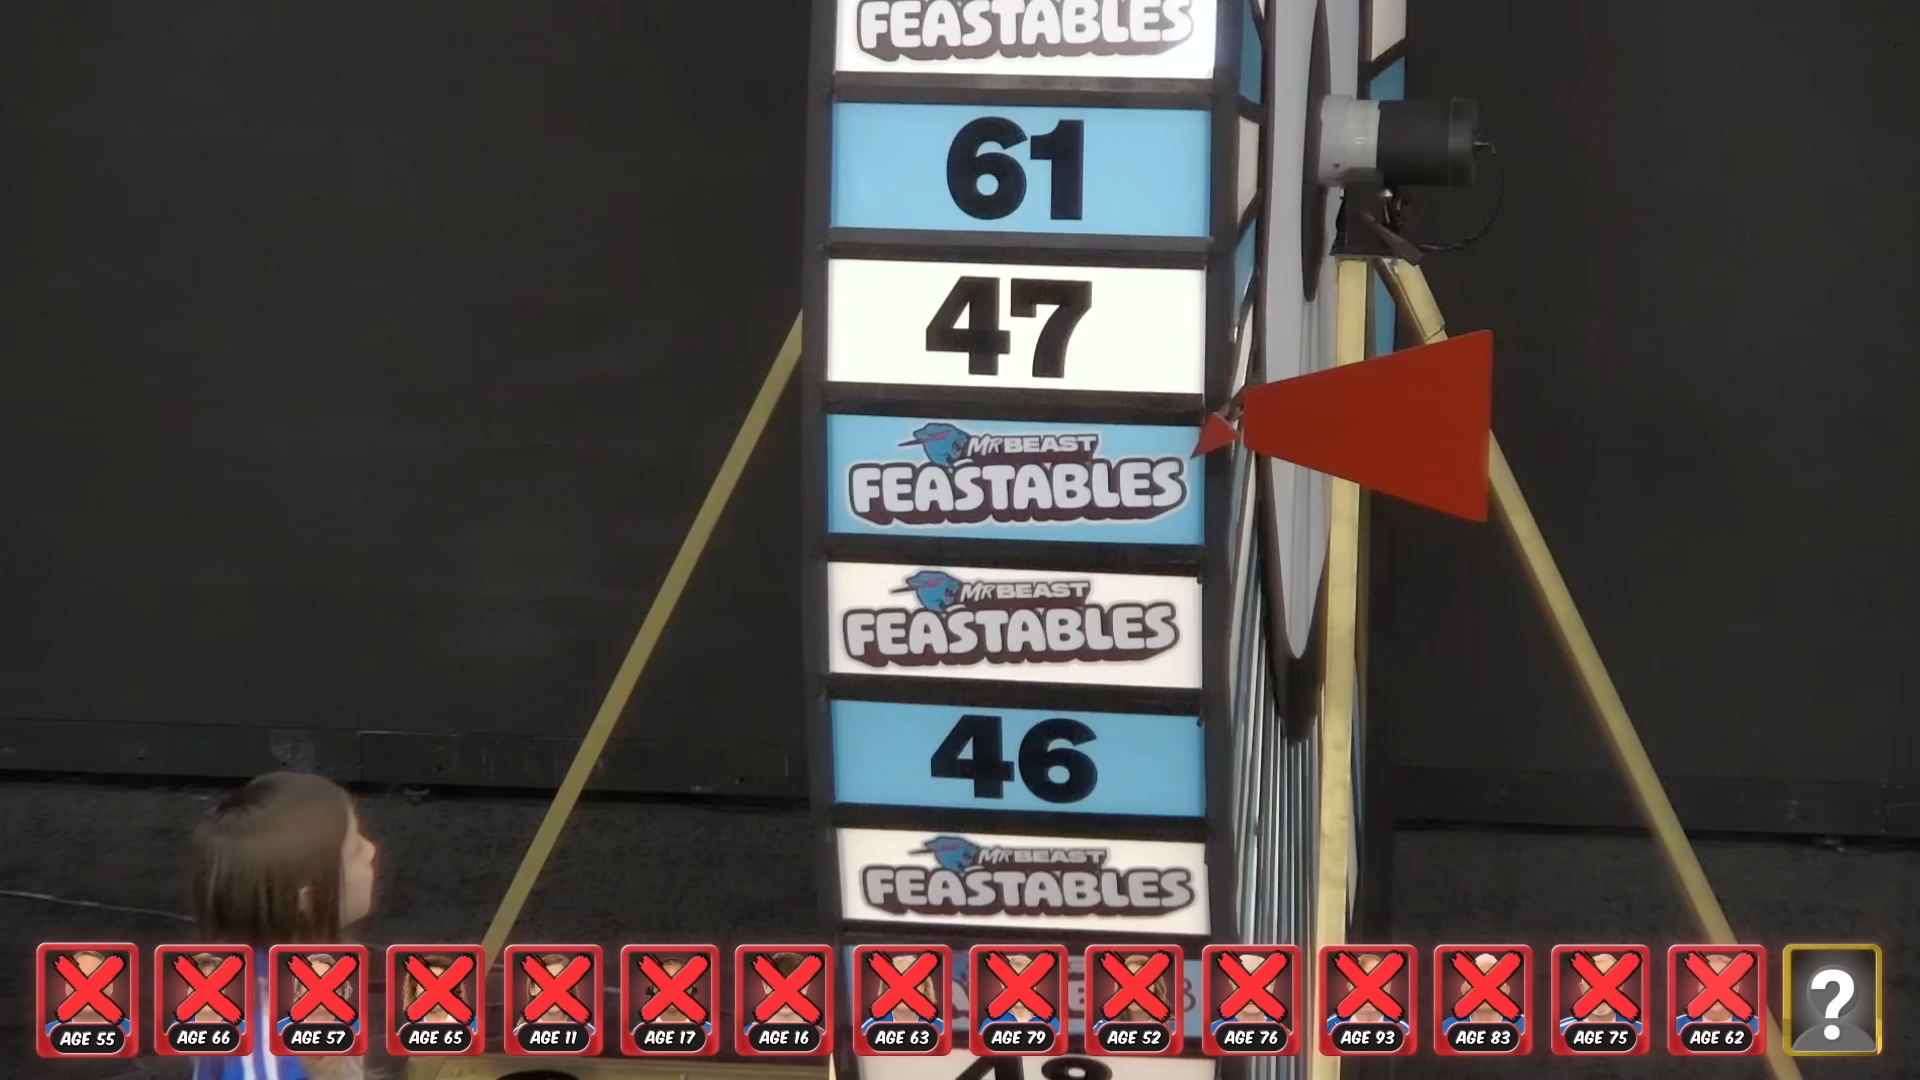 FEASTABLES
61
47
MRBEAST
FEASTABLES
MRBEAST
FEASTABLES
46
MRBEAST
FEASTABLES
AGE 55
AGE 66
AGE 57
AGE 65
AGE 11
AGE 17
AGE 16
AGE 63
AGE 79
AGE 52
AGE 76
AGE 93
AGE 83
AGE 75
AGE 62
?